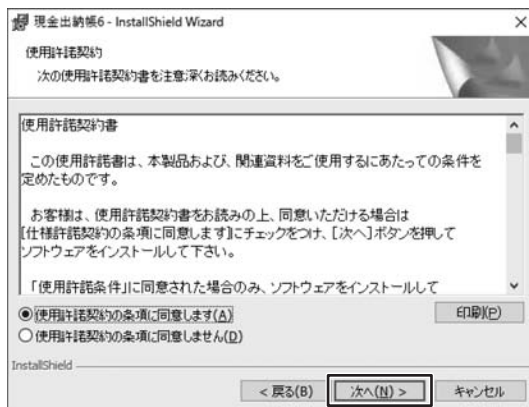 現金出納帳6 - InstallShield Wizard
使用許諾契約
次の使用許諾契約書を注意深くお読みください。
使用許諾契約書
この使用許諾書は、本製品および、関連資料をご使用するにあたっての条件を
定めたものです。
お客様は、使用許諾契約書をお読みの上、同意いただける場合は
[仕様許諾契約の条項に同意します]にチェックをつけ、[次へ]ボタンを押して
ソフトウェアをインストールして下さい。
「使用許諾条件」に同意された場合のみ、ソフトウェアをインストールして
使用許諾契約の条項に同意します(A)
印刷(P)
使用許諾契約の条項に同意しません(D)
InstallShield
< 戻る(B)
次へ(N) >
キャンセル